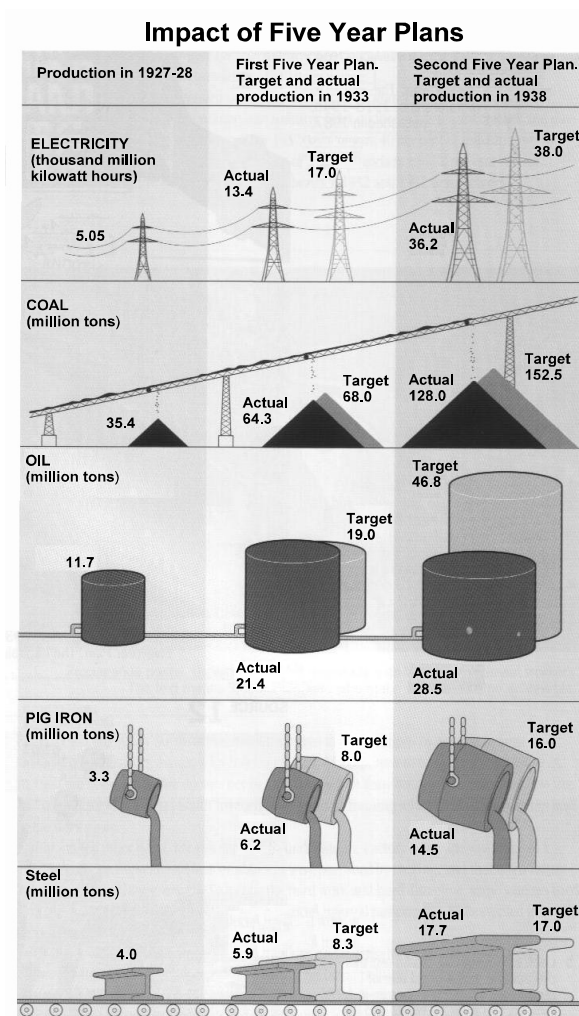 Impact of Five Year Plans
Production in 1927-28
First Five Year Plan.
Target and actual
production in 1933
Second Five Year Plan.
Target and actual
production in 1938
ELECTRICITY
(thousand million
kilowatt hours)
5.05
Actual
13.4
Target
17.0
Actual
36.2
Target
38.0
COAL
(million tons)
35.4
Actual
64.3
Target
68.0
Actual
128.0
Target
152.5
OIL
(million tons)
11.7
Actual
21.4
Target
19.0
Target
46.8
Actual
28.5
PIG IRON
(million tons)
3.3
Actual
6.2
Target
8.0
Actual
14.5
Target
16.0
Steel
(million tons)
4.0
Actual
5.9
Target
8.3
Actual
17.7
Target
17.0